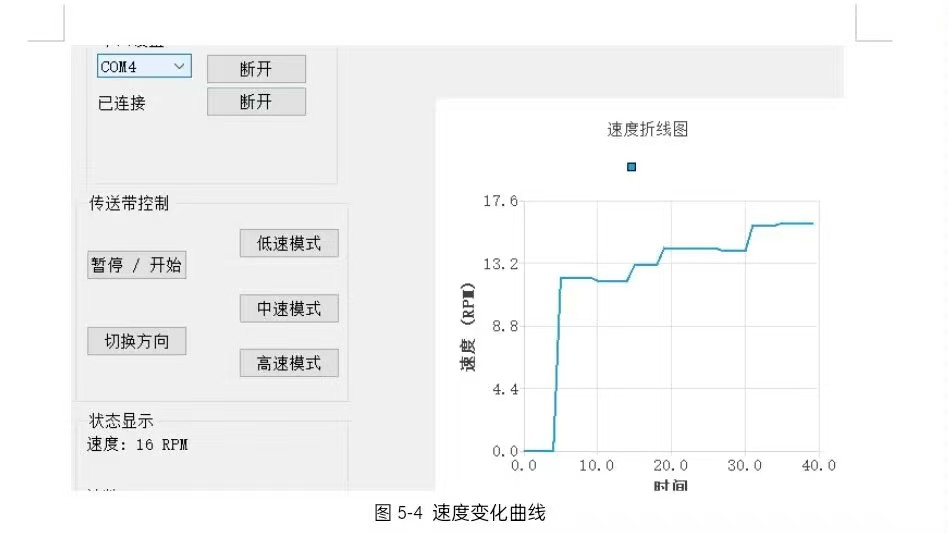 COM4 断开
已连接 断开
传送带控制
低速模式
暂停 / 开始
中速模式
切换方向
高速模式
状态显示
速度: 16 RPM
速度折线图
17.6
13.2
8.8
4.4
0.0
速度 (RPM)
0.0 10.0 20.0 30.0 40.0
时间
图 5-4 速度变化曲线